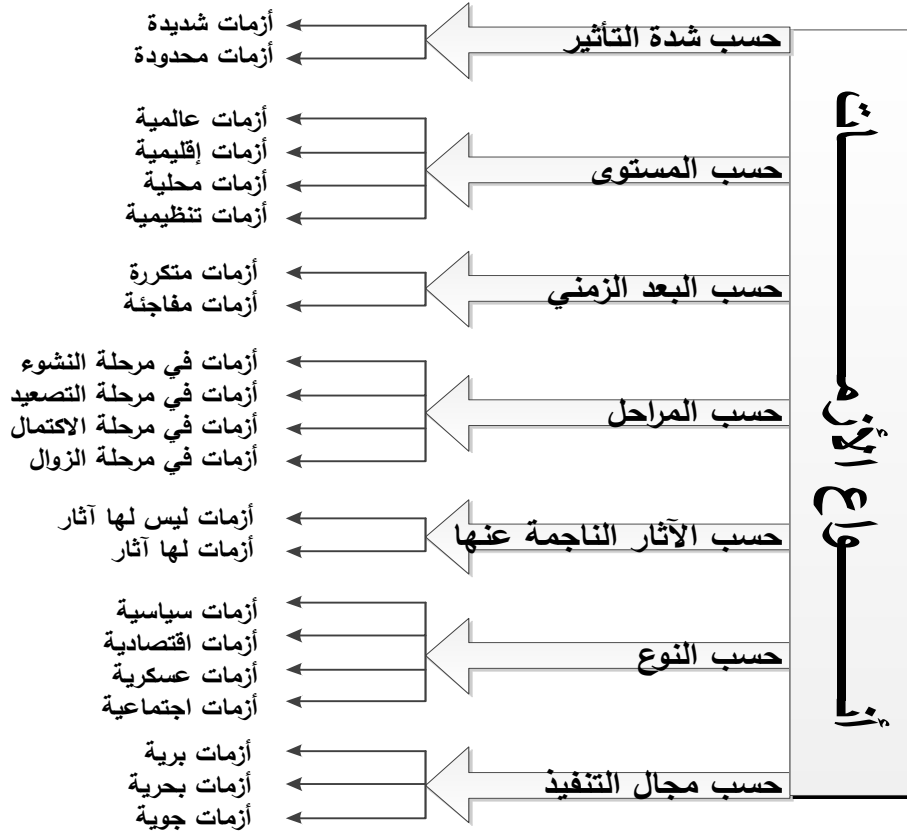 أنـــواع الأزمـــات
حسب شدة التأثير
أزمات شديدة
أزمات محدودة
حسب المستوى
أزمات عالمية
أزمات إقليمية
أزمات محلية
أزمات تنظيمية
حسب البعد الزمني
أزمات متكررة
أزمات مفاجئة
حسب المراحل
أزمات في مرحلة النشوء
أزمات في مرحلة التصعيد
أزمات في مرحلة الاكتمال
أزمات في مرحلة الزوال
حسب الآثار الناجمة عنها
أزمات ليس لها آثار
أزمات لها آثار
حسب النوع
أزمات سياسية
أزمات اقتصادية
أزمات عسكرية
أزمات اجتماعية
حسب مجال التنفيذ
أزمات برية
أزمات بحرية
أزمات جوية